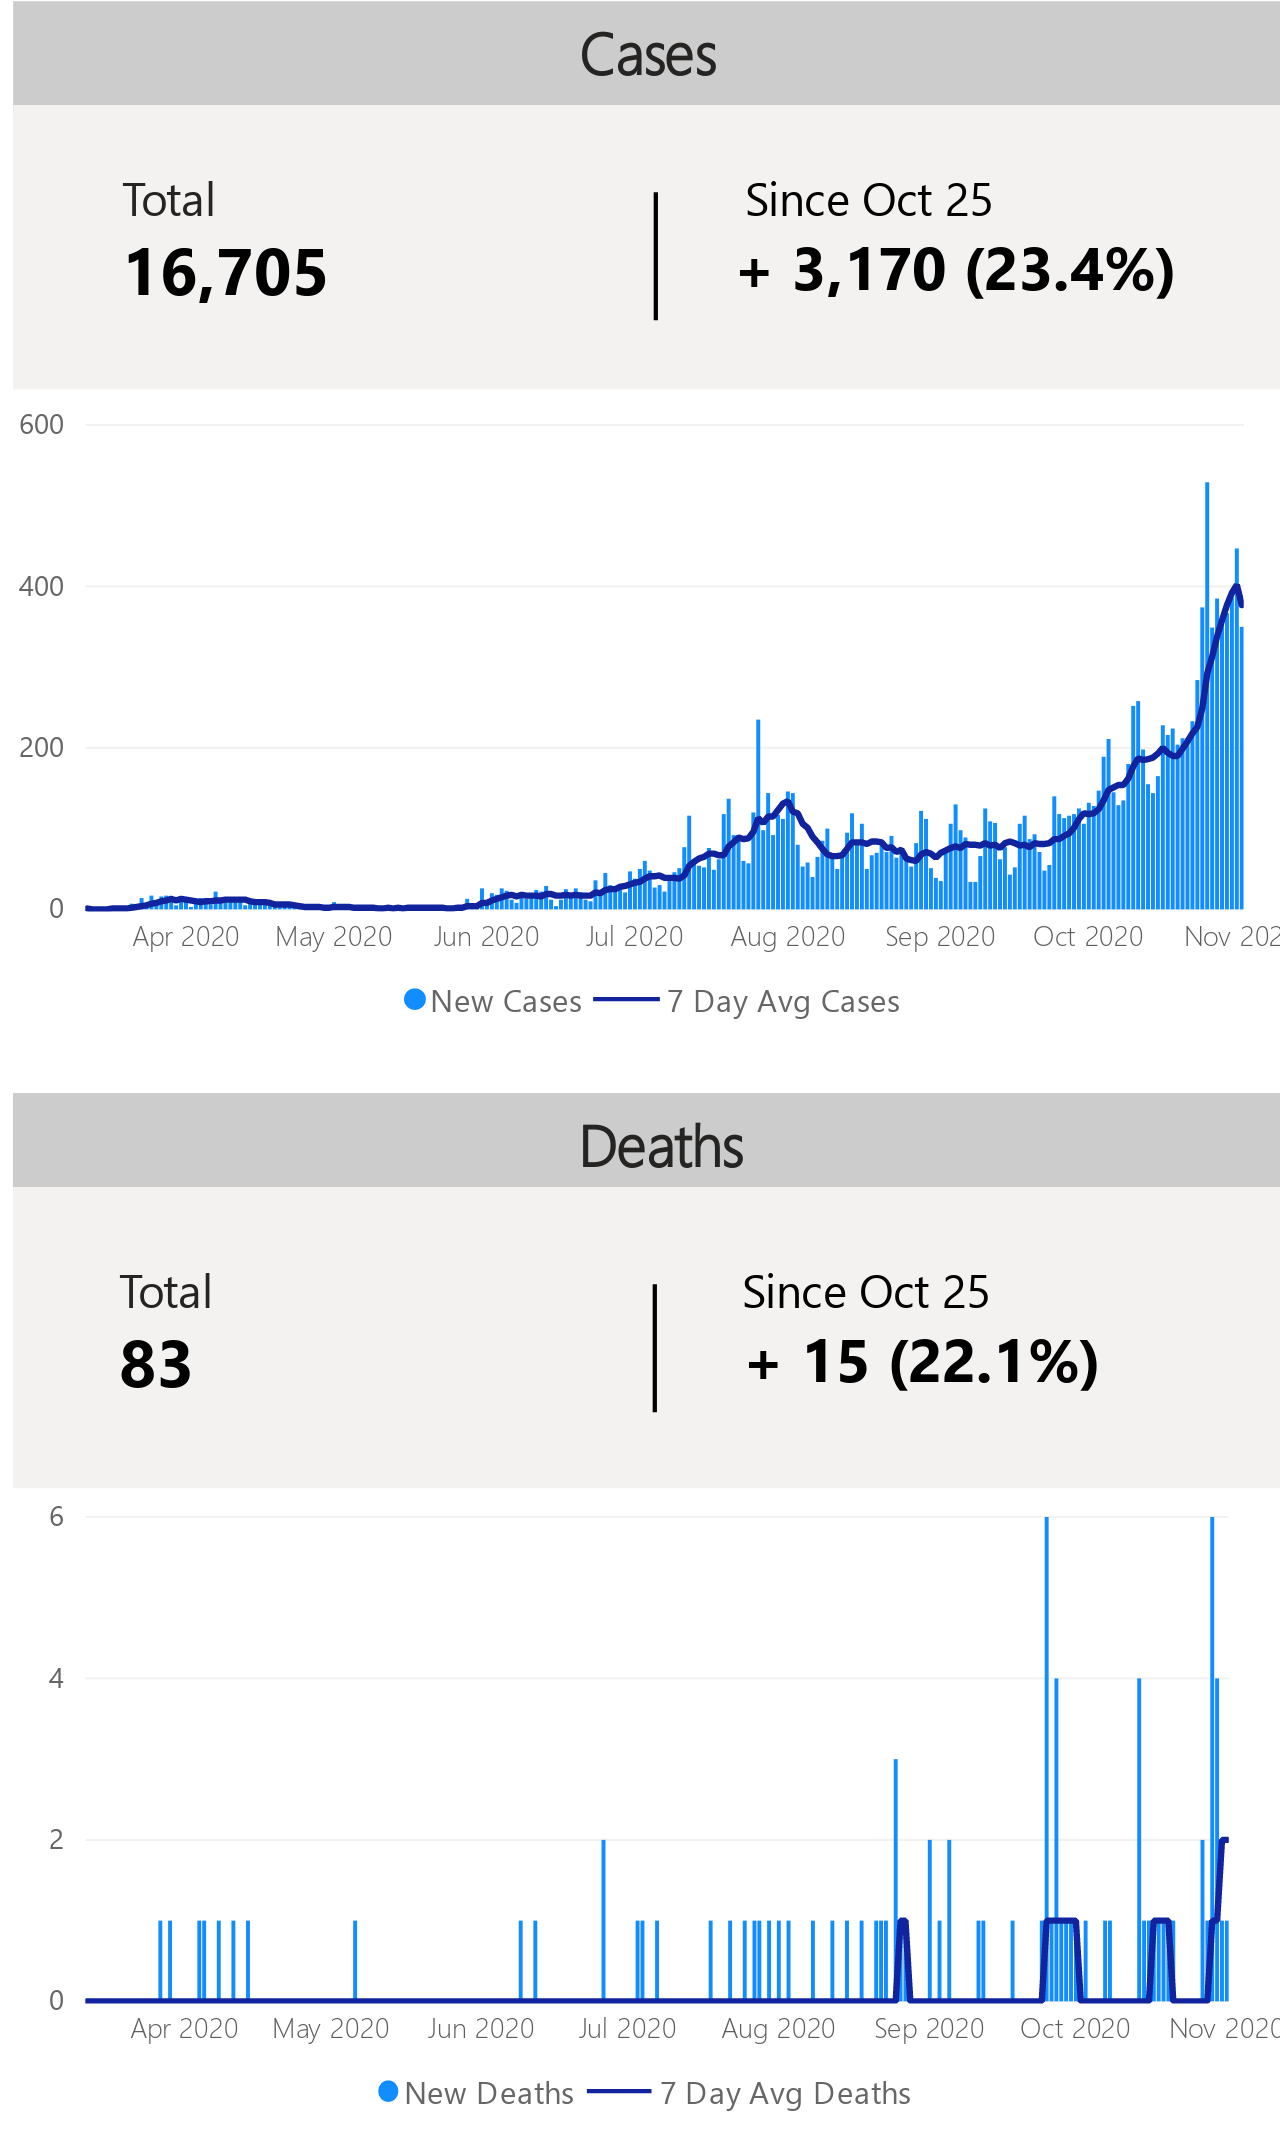 Cases
Total
Since Oct 25
16,705
+ 3,170 (23.4%)
600
400
200
0
Apr 2020 May 2020 Jun 2020 Jul 2020 Aug 2020 Sep 2020 Oct 2020 Nov 202
New Cases 7 Day Avg Cases
Deaths
Total
Since Oct 25
83
+ 15 (22.1%)
6
4
2
0
Apr 2020 May 2020 Jun 2020 Jul 2020 Aug 2020 Sep 2020 Oct 2020 Nov 2020
New Deaths 7 Day Avg Deaths